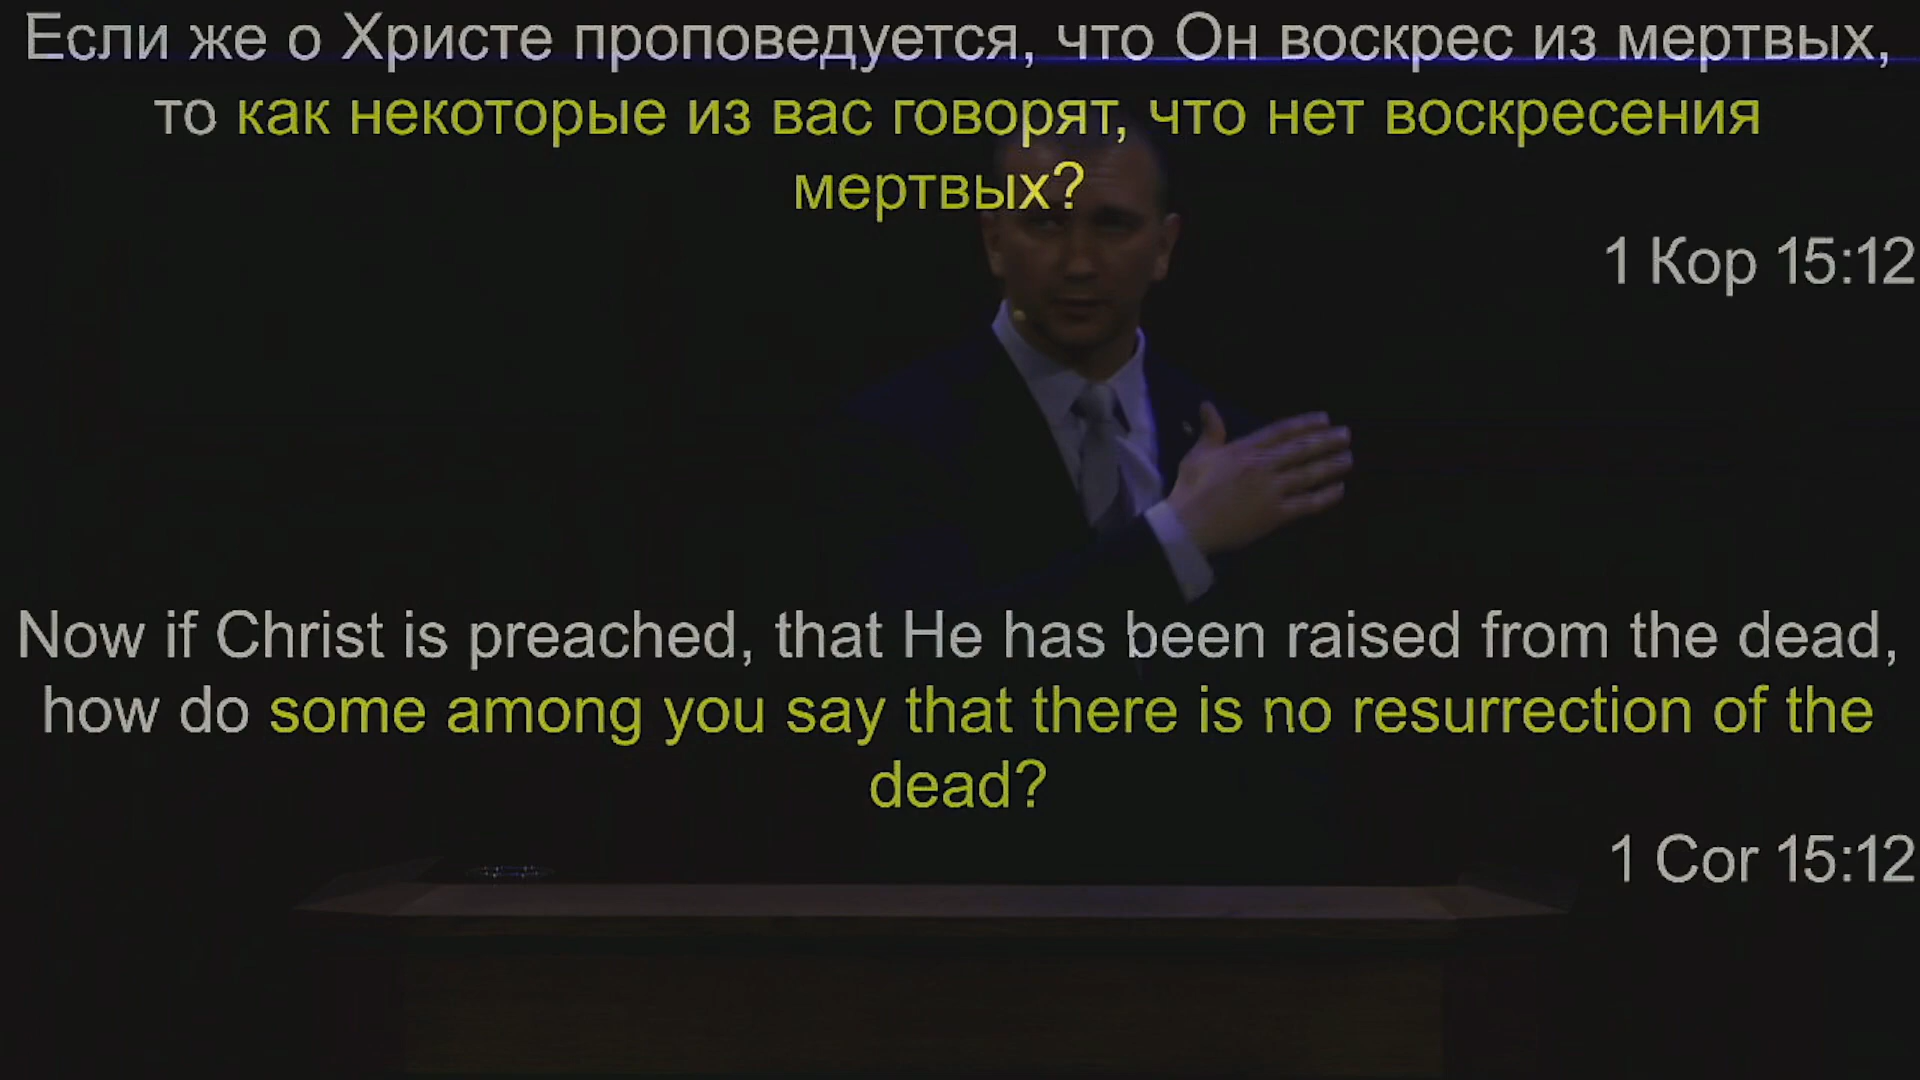 Если же о Христе проповедуется, что Он воскрес из мертвых,
то как некоторые из вас говорят, что нет воскресения
мертвых?
1 Кор 15:12
Now if Christ is preached, that He has been raised from the dead,
how do some among you say that there is no resurrection of the
dead?
1 Cor 15:12